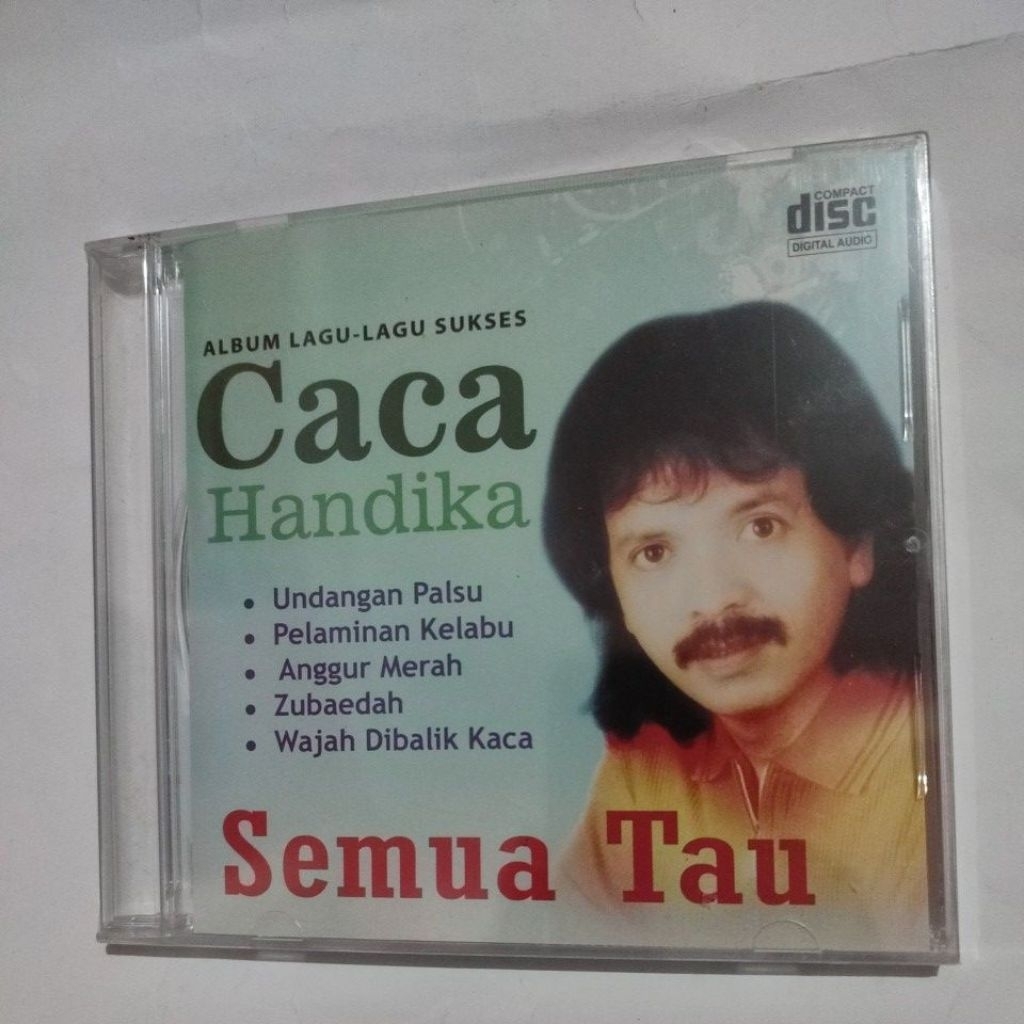 COMPACT
disc
DIGITAL AUDIO
ALBUM LAGU-LAGU SUKSES
Caca
Handika
• Undangan Palsu
• Pelaminan Kelabu
• Anggur Merah
• Zubaedah
• Wajah Dibalik Kaca
Semua Tau